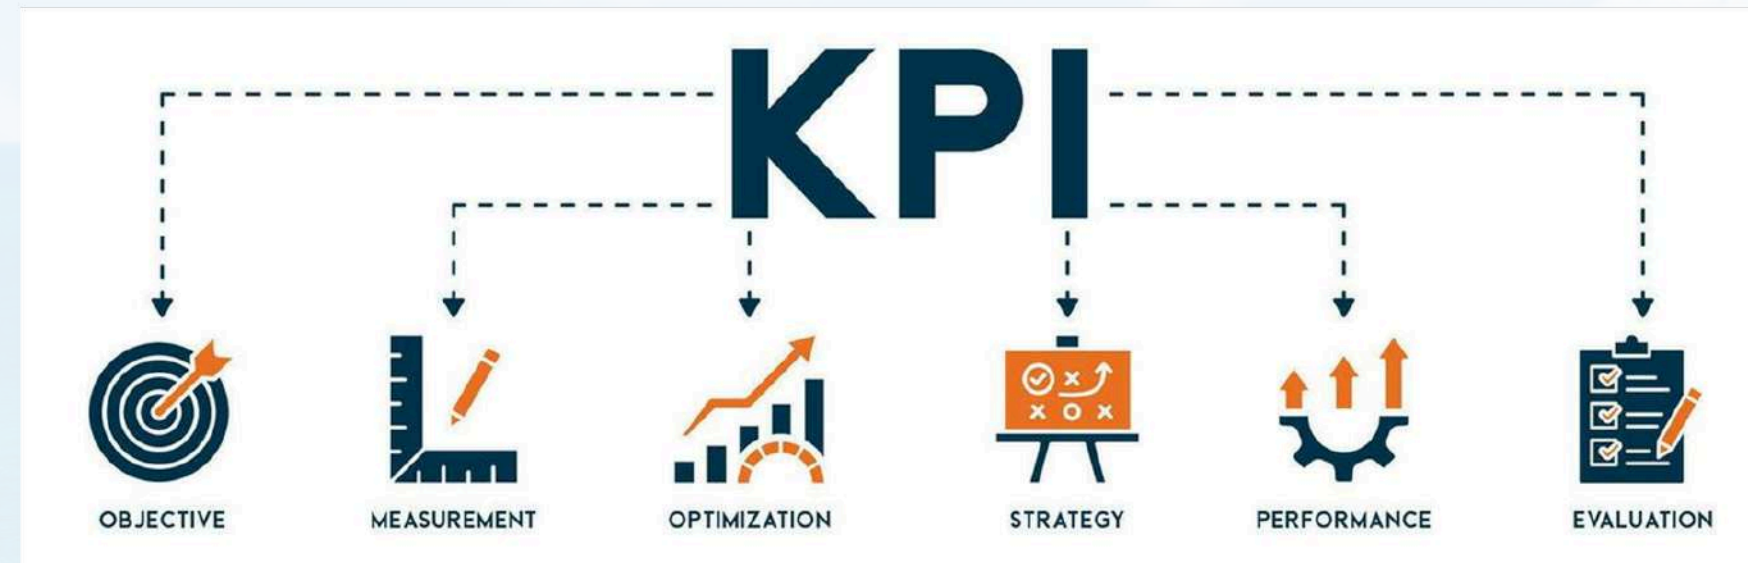 KPI
OBJECTIVE
MEASUREMENT
OPTIMIZATION
STRATEGY
PERFORMANCE
EVALUATION